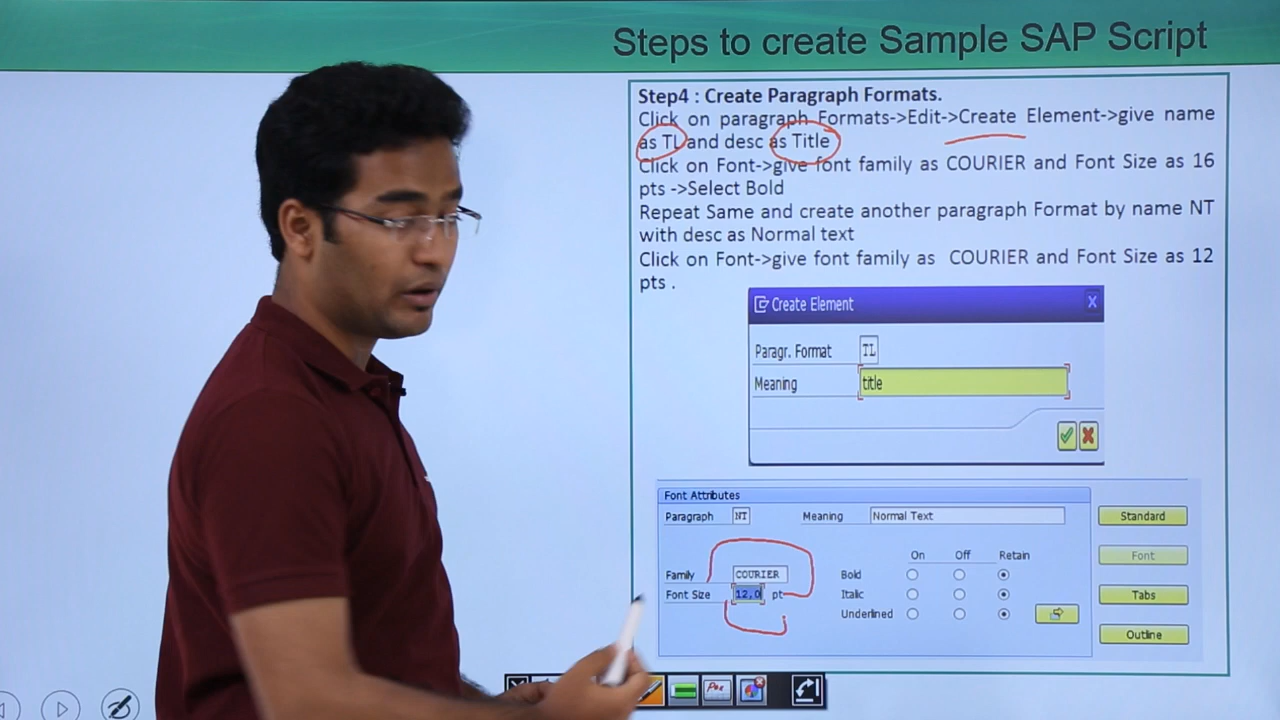 Steps to create Sample SAP Script
Step4 : Create Paragraph Formats.
Click on paragraph Formats->Edit->Create Element->give name
as TL and desc as Title
Click on Font->give font family as COURIER and Font Size as 16
pts ->Select Bold
Repeat Same and create another paragraph Format by name NT
with desc as Normal text
Click on Font->give font family as COURIER and Font Size as 12
pts .
Create Element X
Paragr. Format TL
Meaning title
Font Attributes
Paragraph NT Meaning Normal Text Standard
On Off Retain Font
Family COURIER Bold
Font Size 12,0 pt Italic Tabs
Underlined
Outline
Pen